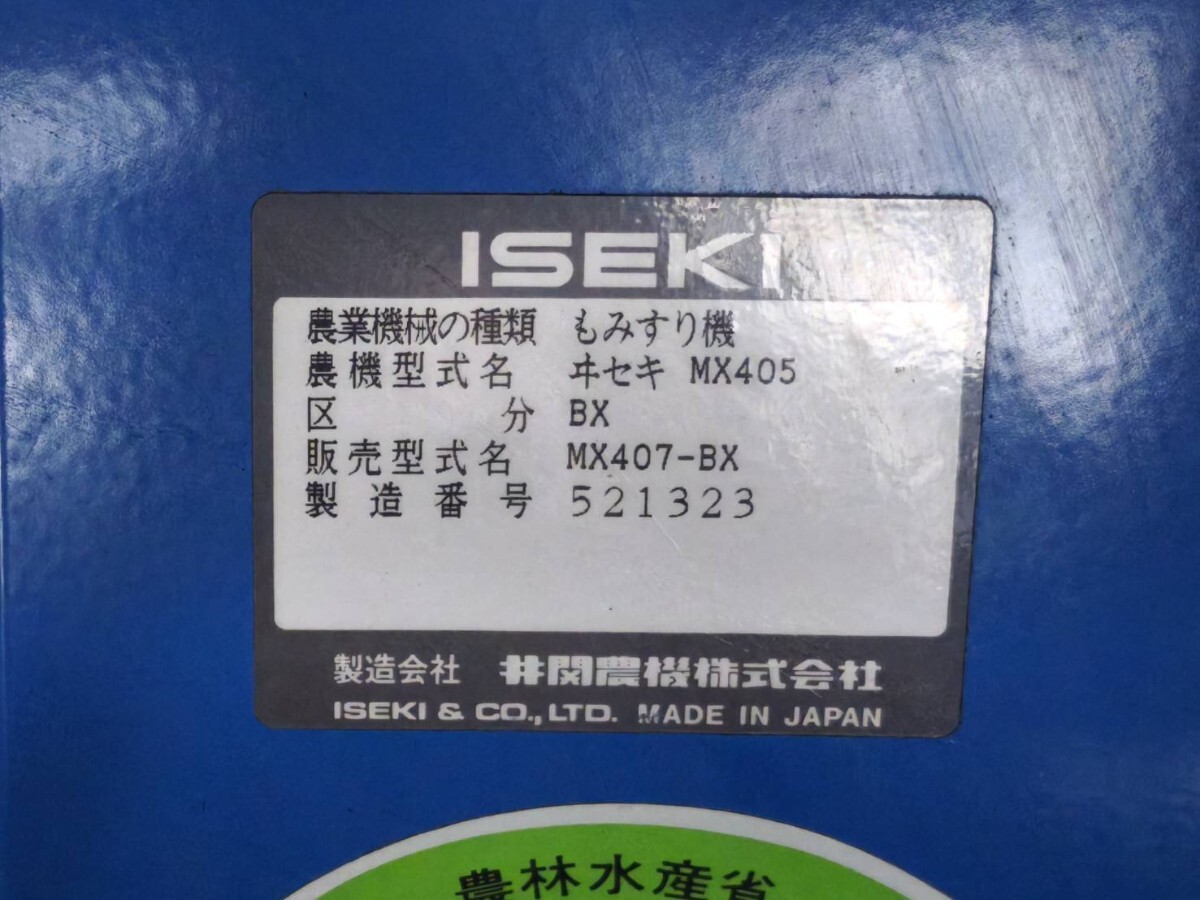 ISEKI
農業機械の種類 もみすり機
農機型式名 ヰセキ MX405
区分 BX
販売型式名 MX407-BX
製造番号 521323
製造会社 井関農機株式会社
ISEKI & CO., LTD. MADE IN JAPAN
農林水産省